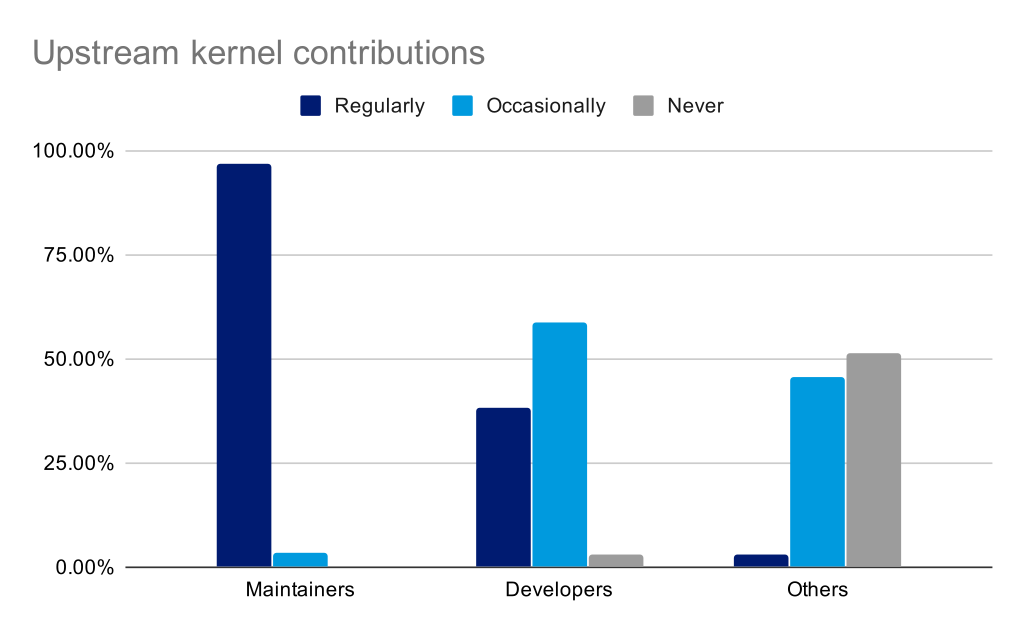 Upstream kernel contributions
Regularly Occasionally Never
100.00%
75.00%
50.00%
25.00%
0.00%
Maintainers Developers Others